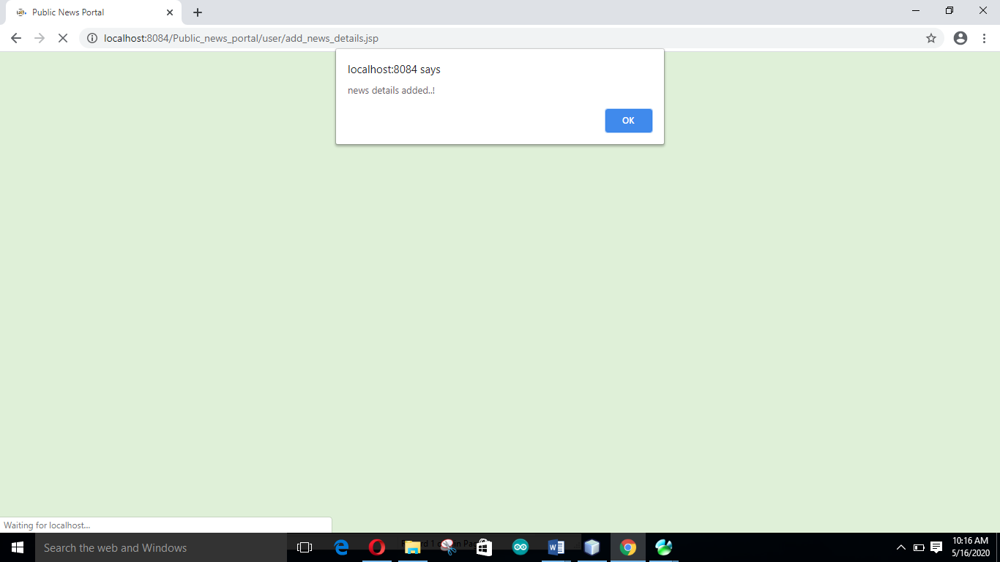 Public News Portal
localhost:8084/Public_news_portal/user/add_news_details.jsp
localhost:8084 says
news details added..!
OK
Waiting for localhost...
Search the web and Windows
10:16 AM
5/16/2020